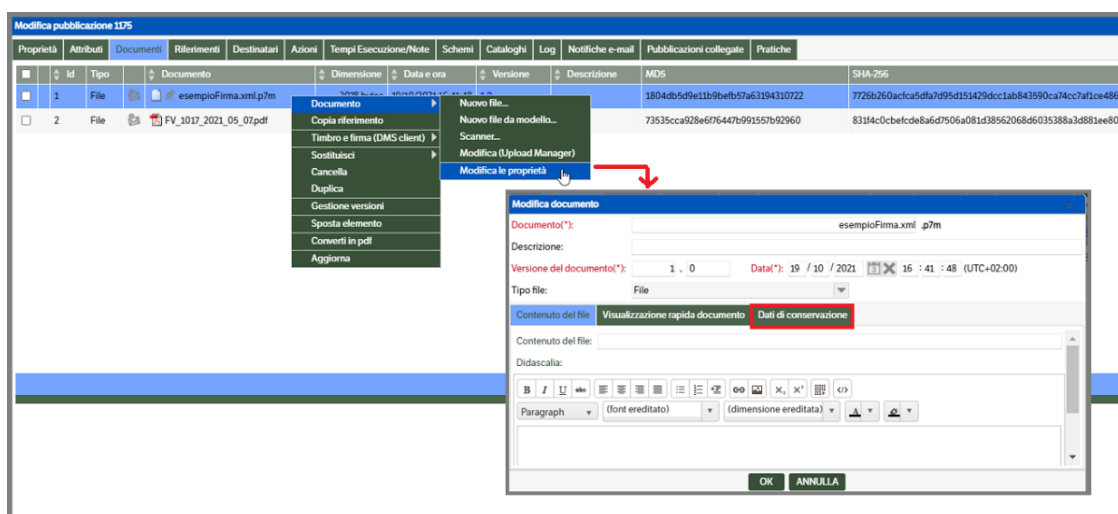 Modifica pubblicazione 1175
Proprietà Attributi Documenti Riferimenti Destinatari Azioni Tempi Esecuzione/Note Schemi Cataloghi Log Notifiche e-mail Pubblicazioni collegate Pratiche
Id Tipo Documento Dimensione Data e ora Versione Descrizione MD5 SHA-256
1 File esempioFirma.xml.p7m 1804db5d9e11b9befb57a63194310722
2 File FV_1017_2021_05_07.pdf 73535cca928e6f76447b991557b92960
Documento
Copia riferimento
Timbro e firma (DMS client)
Sostituisci
Cancella
Duplica
Gestione versioni
Sposta elemento
Converti in pdf
Aggiorna
Nuovo file...
Nuovo file da modello...
Scanner...
Modifica (Upload Manager)
Modifica le proprietà
Modifica documento
Documento(*): esempioFirma.xml .p7m
Descrizione:
Versione del documento(*): 1 . 0 Data(*): 19 / 10 / 2021 16 : 41 : 48 (UTC+02:00)
Tipo file: File
Contenuto del file Visualizzazione rapida documento Dati di conservazione
Contenuto del file:
Didascalia:
B I U abc
Paragraph (font ereditato) (dimensione ereditata) A
OK ANNULLA